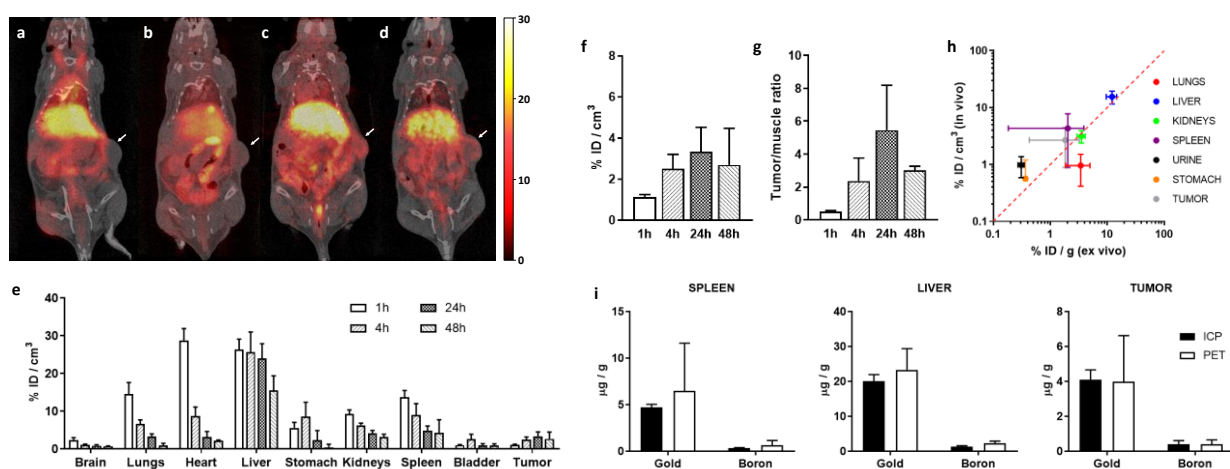 a
b
c
d
30
20
10
0
f
% ID / cm³
8
6
4
2
0
1h 4h 24h 48h
g
Tumor/muscle ratio
10
8
6
4
2
0
1h 4h 24h 48h
h
% ID / cm³ (in vivo)
100
10
1
0.1
0.1 1 10 100
% ID / g (ex vivo)
LUNGS
LIVER
KIDNEYS
SPLEEN
URINE
STOMACH
TUMOR
e
% ID / cm³
40
30
20
10
0
1h 24h
4h 48h
Brain Lungs Heart Liver Stomach Kidneys Spleen Bladder Tumor
i
SPLEEN
µg / g
15
10
5
0
Gold Boron
LIVER
µg / g
40
30
20
10
0
Gold Boron
TUMOR
µg / g
8
6
4
2
0
Gold Boron
ICP
PET